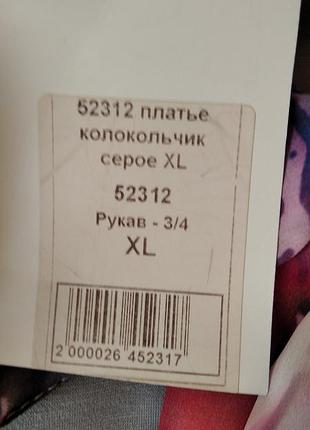 52312 платье
колокольчик
серое XL
52312
Рукав - 3/4
XL
2 000026 452317